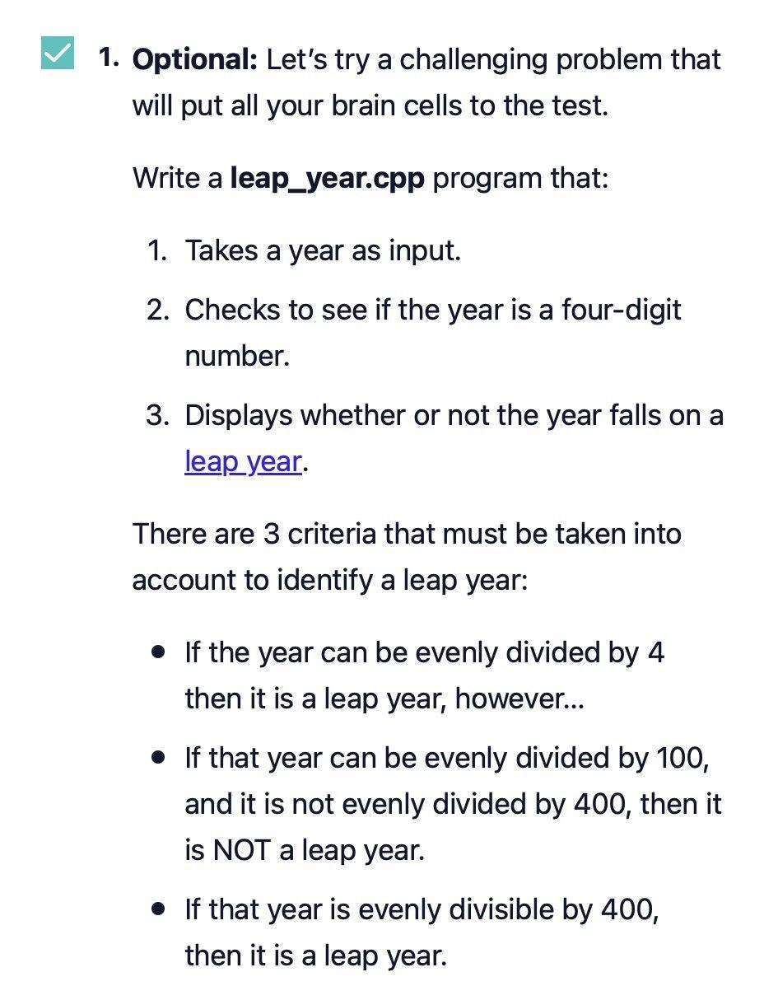 1. Optional: Let’s try a challenging problem that
will put all your brain cells to the test.
Write a leap_year.cpp program that:
1. Takes a year as input.
2. Checks to see if the year is a four-digit
number.
3. Displays whether or not the year falls on a
leap year.
There are 3 criteria that must be taken into
account to identify a leap year:
• If the year can be evenly divided by 4
then it is a leap year, however...
• If that year can be evenly divided by 100,
and it is not evenly divided by 400, then it
is NOT a leap year.
• If that year is evenly divisible by 400,
then it is a leap year.